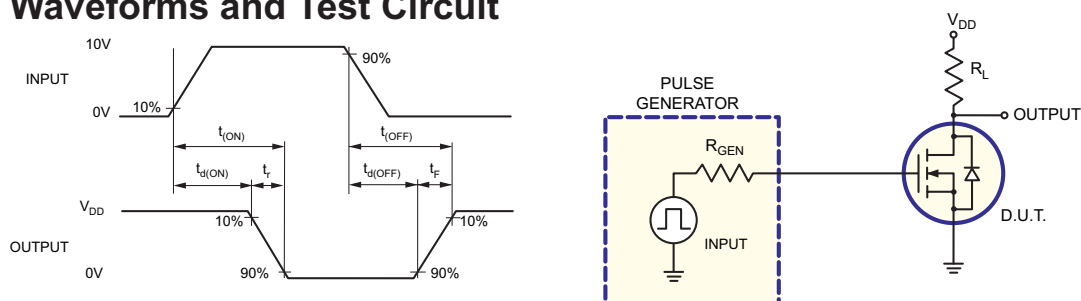 Waveforms and Test Circuit
10V
INPUT
90%
0V
10%
t(ON)
t(OFF)
td(ON)
tr
td(OFF)
tF
VDD
10%
10%
OUTPUT
0V
90%
90%
VDD
RL
PULSE
GENERATOR
OUTPUT
RGEN
D.U.T.
INPUT